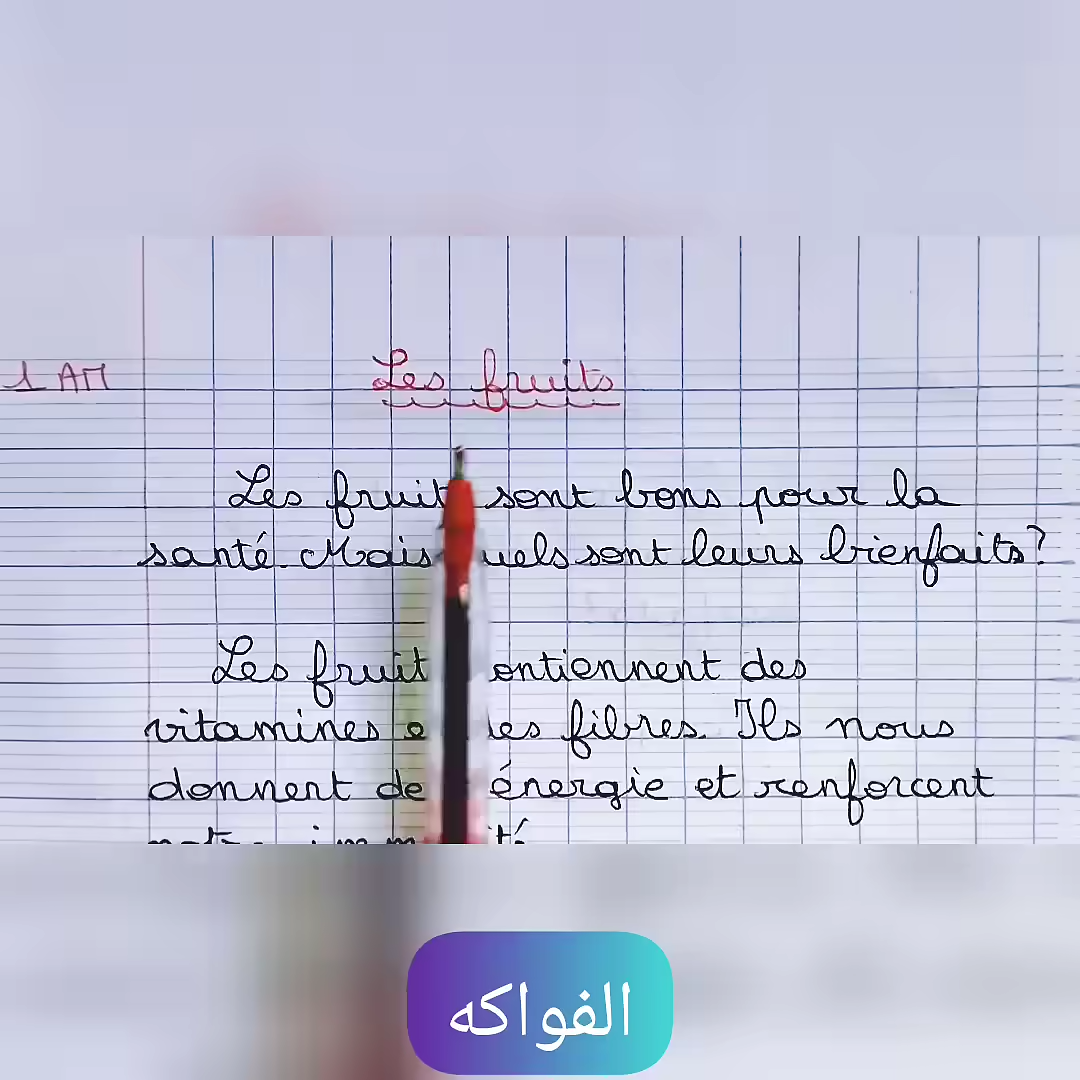 1 AM
Les fruits
Les fruit sont bons pour la
santé. Mais uels sont leurs bienfaits?
Les fruit ontiennent des
vitamines es fibres. Ils nous
donnent de énergie et renforcent
الفواكه